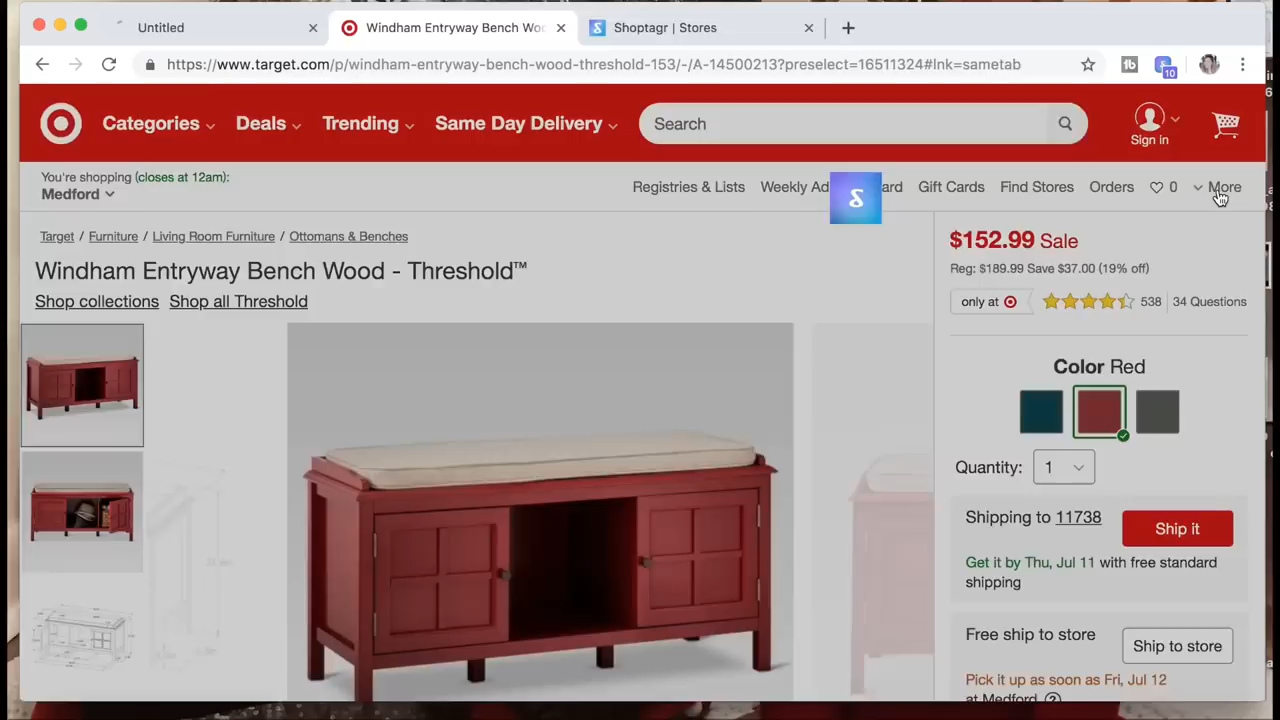 Untitled
Windham Entryway Bench Woo
Shoptagr | Stores
https://www.target.com/p/windham-entryway-bench-wood-threshold-153/-/A-14500213?preselect=16511324#lnk=sametab
10
Categories
Deals
Trending
Same Day Delivery
Search
Sign in
You're shopping (closes at 12am):
Medford
Registries & Lists
Weekly Ad
Gift Cards
Find Stores
Orders
0
More
Target / Furniture / Living Room Furniture / Ottomans & Benches
Windham Entryway Bench Wood - Threshold™
Shop collections
Shop all Threshold
$152.99 Sale
Reg: $189.99 Save $37.00 (19% off)
only at
538
34 Questions
Color Red
Quantity: 1
Shipping to 11738
Ship it
Get it by Thu, Jul 11 with free standard
shipping
Free ship to store
Ship to store
Pick it up as soon as Fri, Jul 12
at Medford